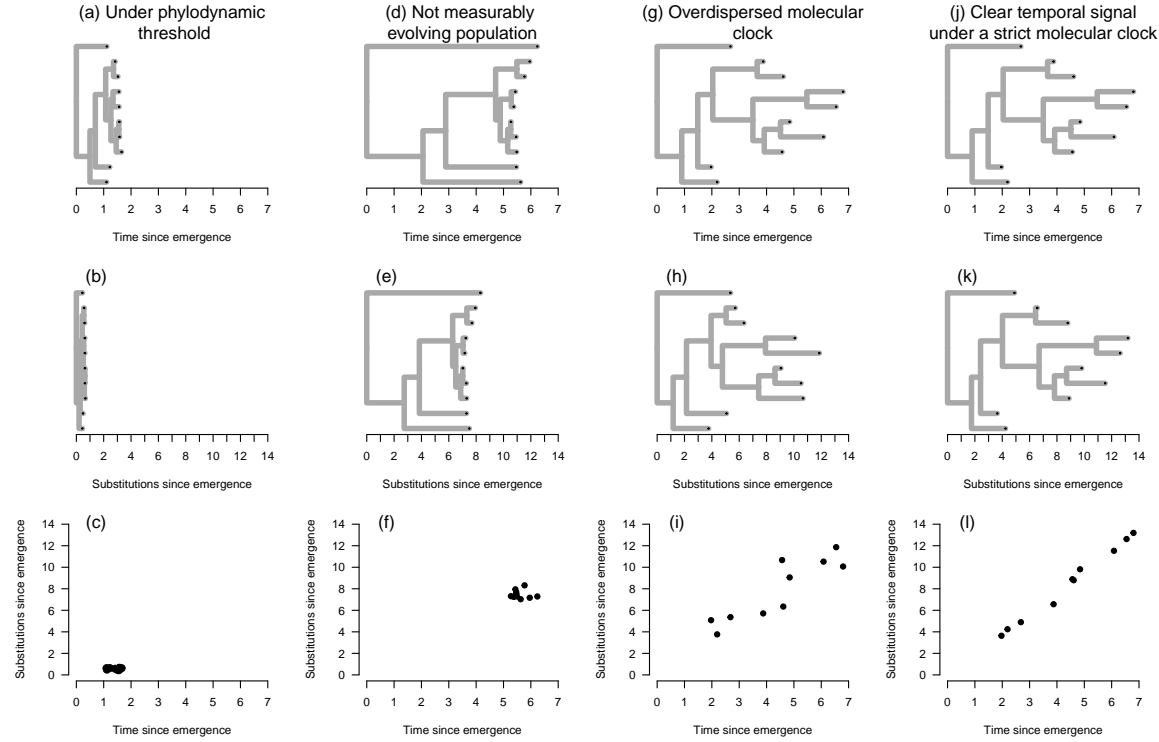 (a) Under phylodynamic
threshold
(d) Not measurably
evolving population
(g) Overdispersed molecular
clock
(j) Clear temporal signal
under a strict molecular clock
0 1 2 3 4 5 6 7
Time since emergence
0 1 2 3 4 5 6 7
Time since emergence
0 1 2 3 4 5 6 7
Time since emergence
0 1 2 3 4 5 6 7
Time since emergence
(b)
(e)
(h)
(k)
0 2 4 6 8 10 12 14
Substitutions since emergence
0 2 4 6 8 10 12 14
Substitutions since emergence
0 2 4 6 8 10 12 14
Substitutions since emergence
0 2 4 6 8 10 12 14
Substitutions since emergence
(c)
Substitutions since emergence
14
12
10
8
6
4
2
0
0 1 2 3 4 5 6 7
Time since emergence
(f)
Substitutions since emergence
14
12
10
8
6
4
2
0
0 1 2 3 4 5 6 7
Time since emergence
(i)
Substitutions since emergence
14
12
10
8
6
4
2
0
0 1 2 3 4 5 6 7
Time since emergence
(l)
Substitutions since emergence
14
12
10
8
6
4
2
0
0 1 2 3 4 5 6 7
Time since emergence